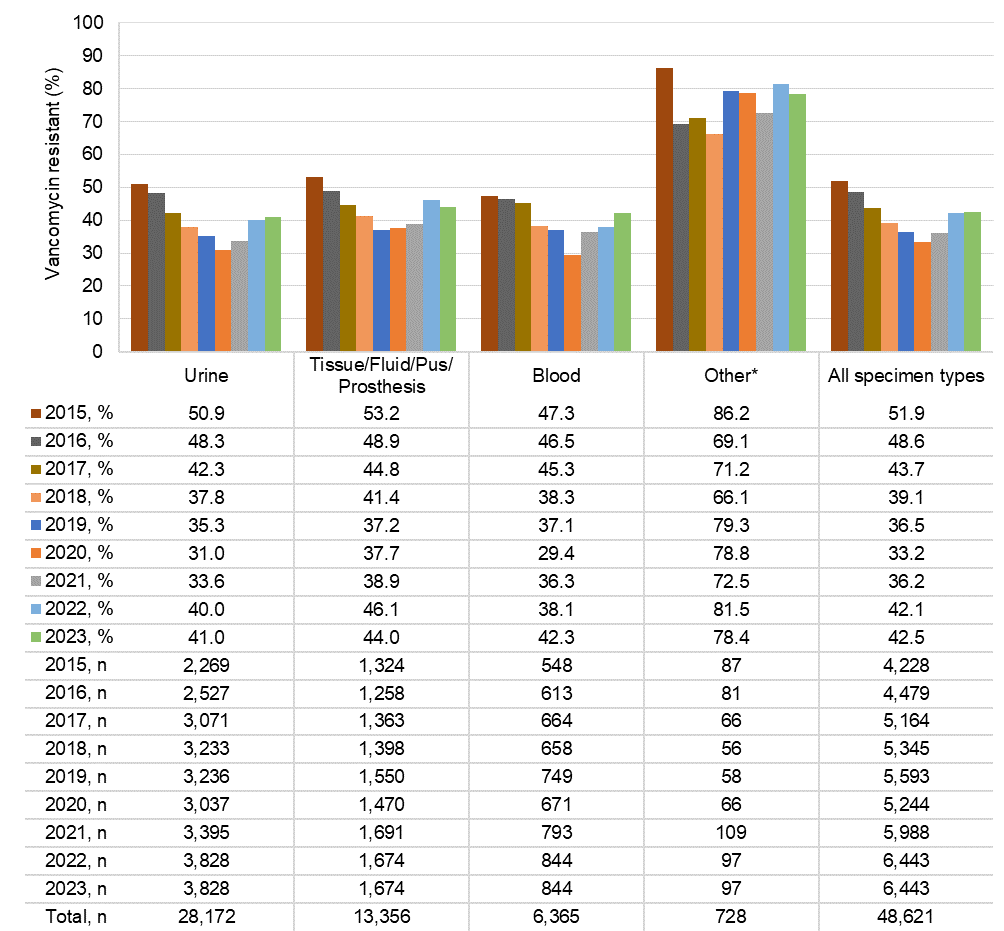 100
90
80
70
60
50
40
30
20
10
0
Vancomycin resistant (%)
Urine
Tissue/Fluid/Pus/
Prosthesis
Blood
Other*
All specimen types
2015, % 50.9 53.2 47.3 86.2 51.9
2016, % 48.3 48.9 46.5 69.1 48.6
2017, % 42.3 44.8 45.3 71.2 43.7
2018, % 37.8 41.4 38.3 66.1 39.1
2019, % 35.3 37.2 37.1 79.3 36.5
2020, % 31.0 37.7 29.4 78.8 33.2
2021, % 33.6 38.9 36.3 72.5 36.2
2022, % 40.0 46.1 38.1 81.5 42.1
2023, % 41.0 44.0 42.3 78.4 42.5
2015, n 2,269 1,324 548 87 4,228
2016, n 2,527 1,258 613 81 4,479
2017, n 3,071 1,363 664 66 5,164
2018, n 3,233 1,398 658 56 5,345
2019, n 3,236 1,550 749 58 5,593
2020, n 3,037 1,470 671 66 5,244
2021, n 3,395 1,691 793 109 5,988
2022, n 3,828 1,674 844 97 6,443
2023, n 3,828 1,674 844 97 6,443
Total, n 28,172 13,356 6,365 728 48,621